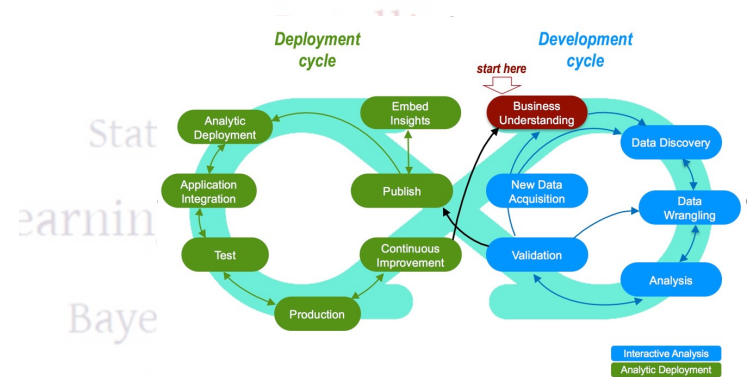 Deployment
cycle
Development
cycle
start here
Business
Understanding
Embed
Insights
Analytic
Deployment
Data Discovery
Stat
Application
Integration
Publish
New Data
Acquisition
Data
Wrangling
earnin
Test
Continuous
Improvement
Validation
Analysis
Production
Baye
Interactive Analysis
Analytic Deployment